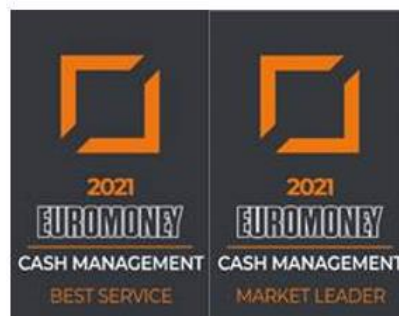 2021
EUROMONEY
CASH MANAGEMENT
BEST SERVICE
2021
EUROMONEY
CASH MANAGEMENT
MARKET LEADER